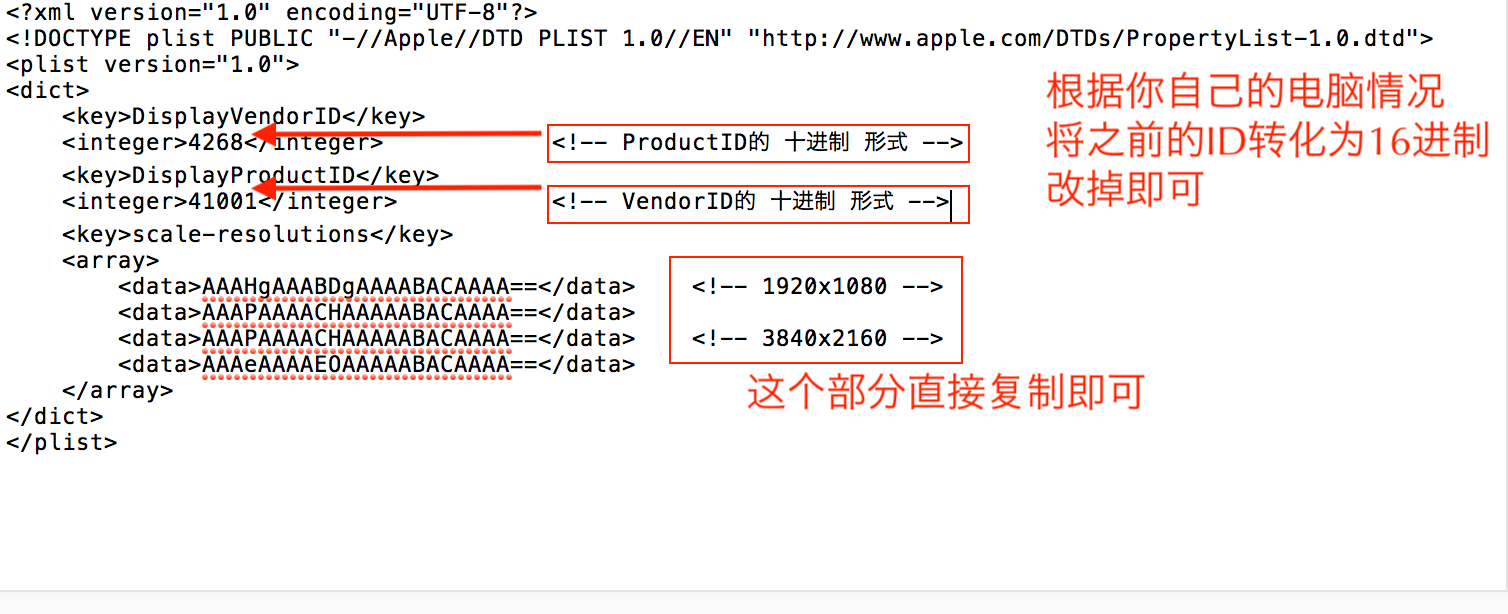 <?xml version="1.0" encoding="UTF-8"?>
<!DOCTYPE plist PUBLIC "-//Apple//DTD PLIST 1.0//EN" "http://www.apple.com/DTDs/PropertyList-1.0.dtd">
<plist version="1.0">
<dict>
<key>DisplayVendorID</key>
<integer>4268</integer> <!-- ProductID的 十进制 形式 -->
<key>DisplayProductID</key>
<integer>41001</integer> <!-- VendorID的 十进制 形式 -->
根据你自己的电脑情况
将之前的ID转化为16进制
改掉即可
<key>scale-resolutions</key>
<array>
<data>AAAHgAAABDgAAAABACAAAA==</data> <!-- 1920x1080 -->
<data>AAAPAAAACHAAAAABACAAAA==</data>
<data>AAAPAAAACHAAAAABACAAAA==</data> <!-- 3840x2160 -->
<data>AAAeAAAAEOAAAAABACAAAA==</data>
这个部分直接复制即可
</array>
</dict>
</plist>